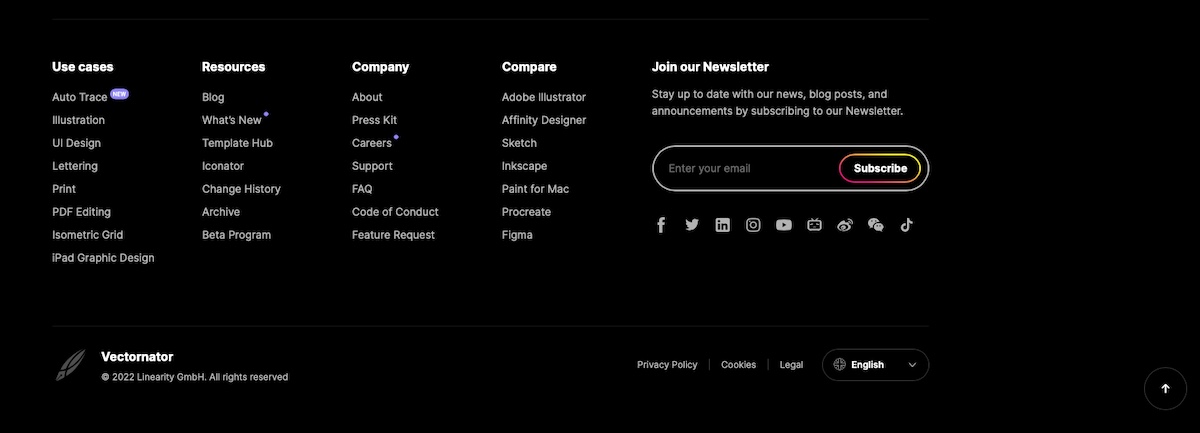 Use cases
Auto Trace NEW
Illustration
UI Design
Lettering
Print
PDF Editing
Isometric Grid
iPad Graphic Design
Resources
Blog
What's New
Template Hub
Iconator
Change History
Archive
Beta Program
Company
About
Press Kit
Careers
Support
FAQ
Code of Conduct
Feature Request
Compare
Adobe Illustrator
Affinity Designer
Sketch
Inkscape
Paint for Mac
Procreate
Figma
Join our Newsletter
Stay up to date with our news, blog posts, and
announcements by subscribing to our Newsletter.
Enter your email
Subscribe
Vectornator
© 2022 Linearity GmbH. All rights reserved
Privacy Policy
Cookies
Legal
English